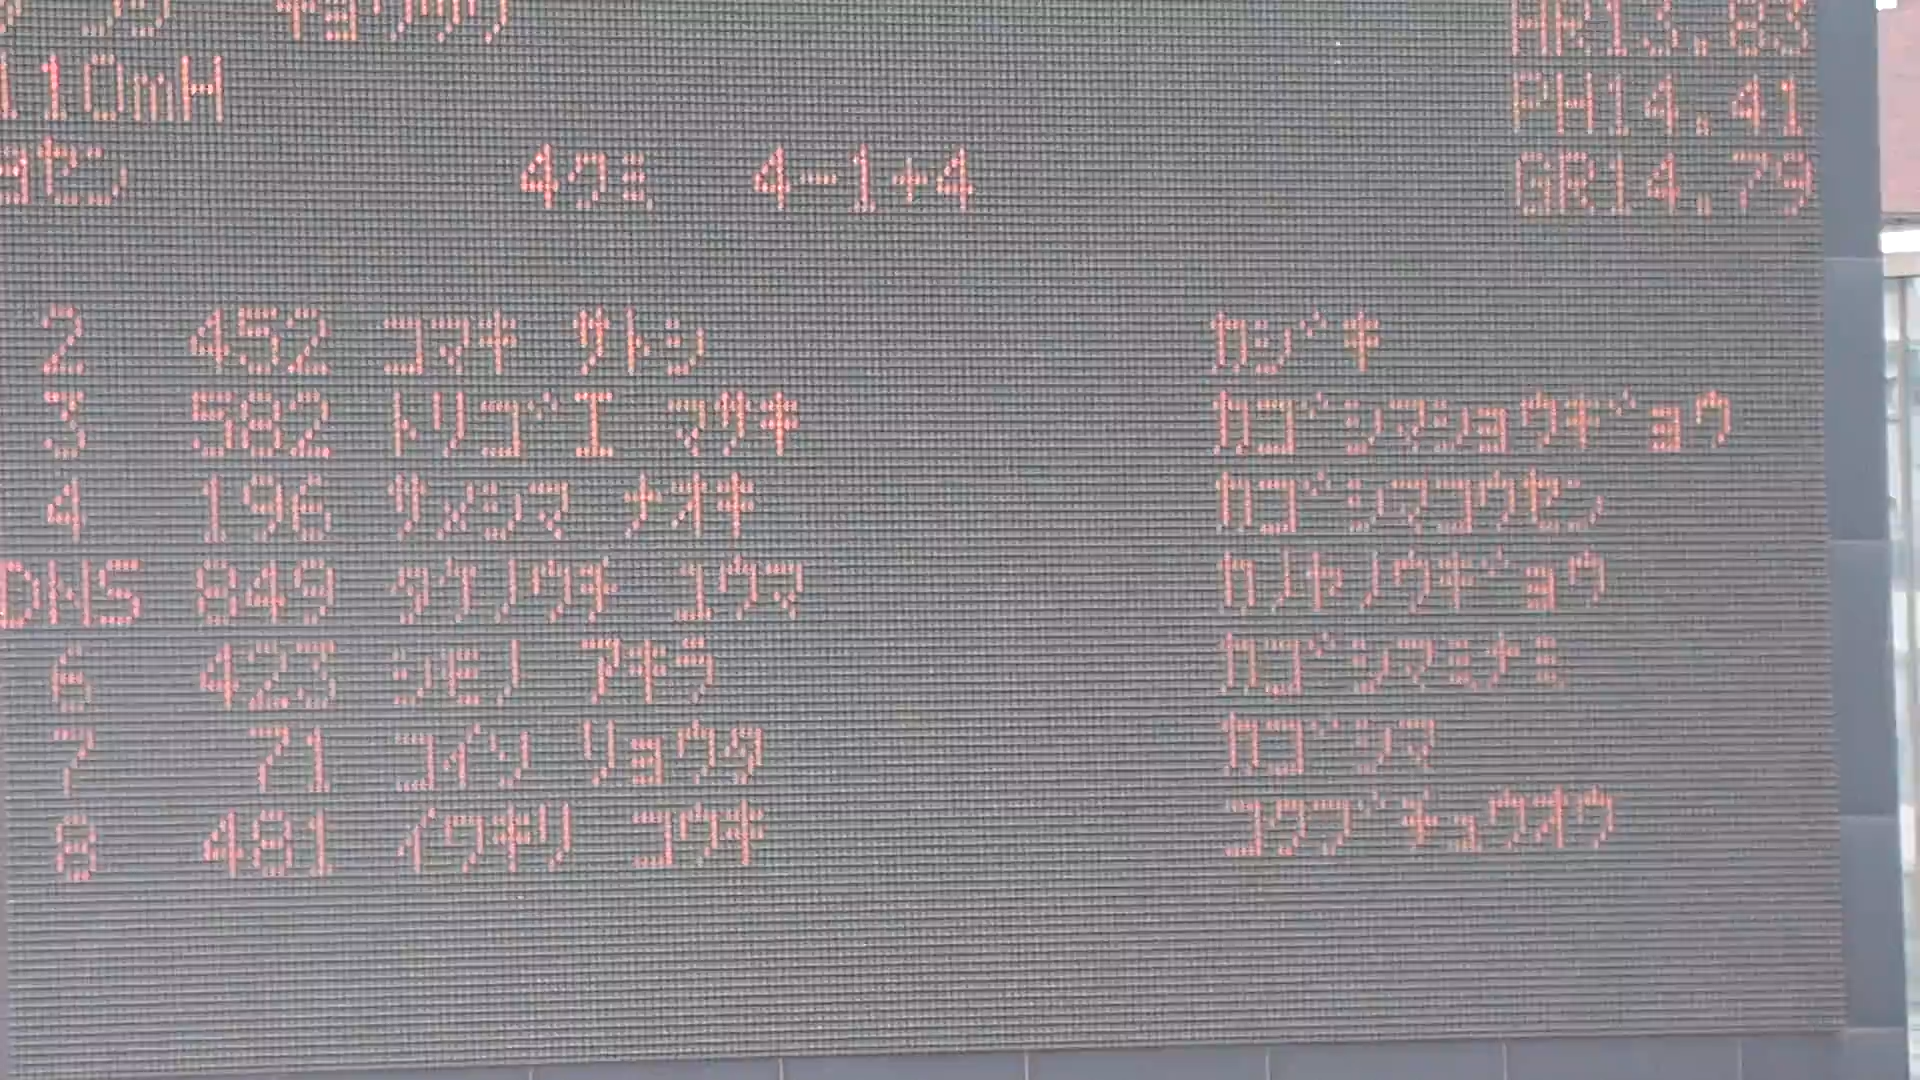 HR13.83
110mH PH14.41
ヨセン 4クミ 4-1+4 GR14.79
2 452 コマキ サトシ カジキ
3 582 トリゴエ マサキ カゴシマショウギョウ
4 196 サメシマ ナオキ カゴシマコウセン
DNS 849 タケノウチ ユウマ カノヤノウギョウ
6 423 シモノ アキラ カゴシマミナミ
7 71 コイソ リョウタ カゴシマ
8 481 イワキリ コウキ コクブチュウオウ